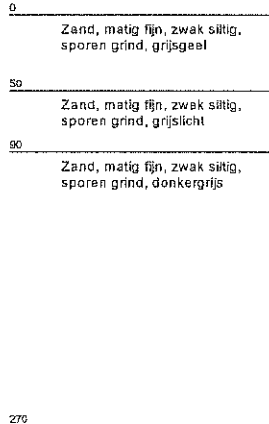 0
Zand, matig fijn, zwak siltig,
sporen grind, grijsgeel
50
Zand, matig fijn, zwak siltig,
sporen grind, grijslicht
90
Zand, matig fijn, zwak siltig,
sporen grind, donkergrijs
270